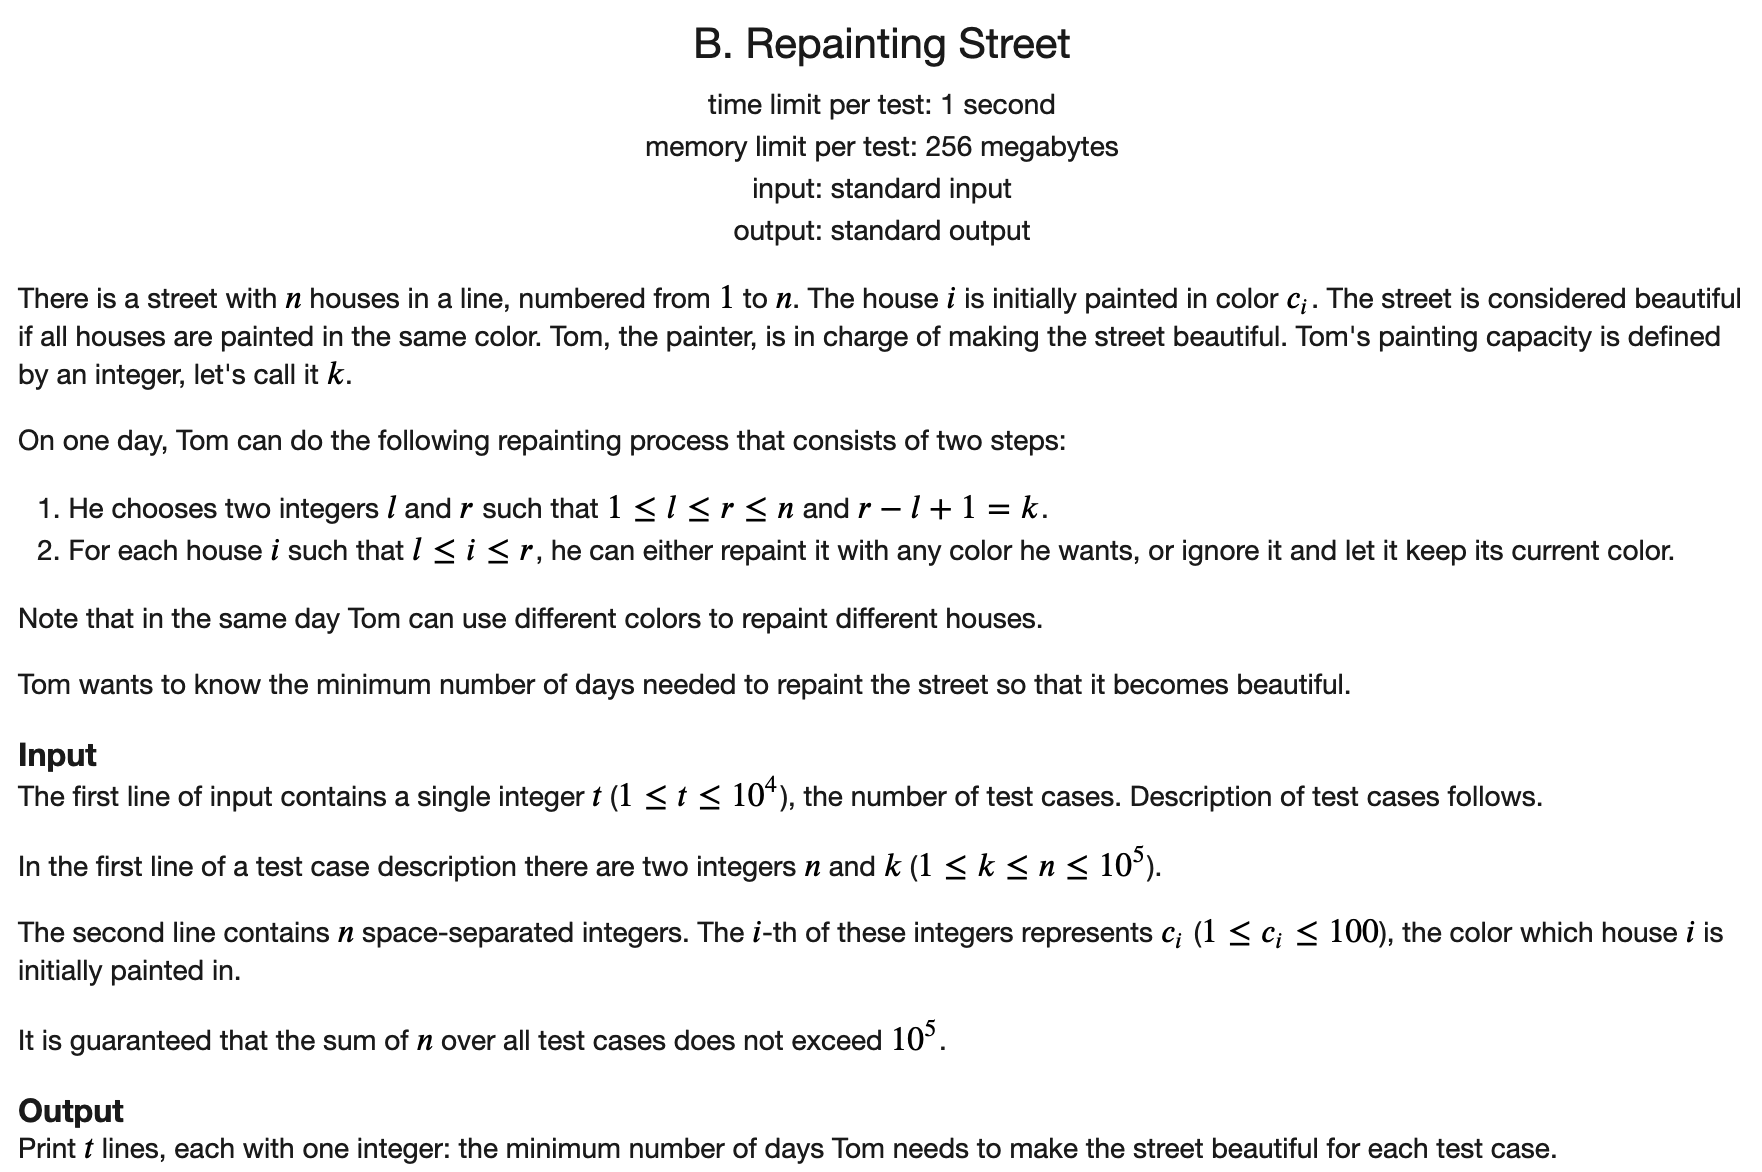 B. Repainting Street
time limit per test: 1 second
memory limit per test: 256 megabytes
input: standard input
output: standard output
There is a street with n houses in a line, numbered from 1 to n. The house i is initially painted in color c_i. The street is considered beautiful
if all houses are painted in the same color. Tom, the painter, is in charge of making the street beautiful. Tom's painting capacity is defined
by an integer, let's call it k.
On one day, Tom can do the following repainting process that consists of two steps:
1. He chooses two integers l and r such that 1 ≤ l ≤ r ≤ n and r − l + 1 = k.
2. For each house i such that l ≤ i ≤ r, he can either repaint it with any color he wants, or ignore it and let it keep its current color.
Note that in the same day Tom can use different colors to repaint different houses.
Tom wants to know the minimum number of days needed to repaint the street so that it becomes beautiful.
Input
The first line of input contains a single integer t (1 ≤ t ≤ 10^4), the number of test cases. Description of test cases follows.
In the first line of a test case description there are two integers n and k (1 ≤ k ≤ n ≤ 10^5).
The second line contains n space-separated integers. The i-th of these integers represents c_i (1 ≤ c_i ≤ 100), the color which house i is
initially painted in.
It is guaranteed that the sum of n over all test cases does not exceed 10^5.
Output
Print t lines, each with one integer: the minimum number of days Tom needs to make the street beautiful for each test case.